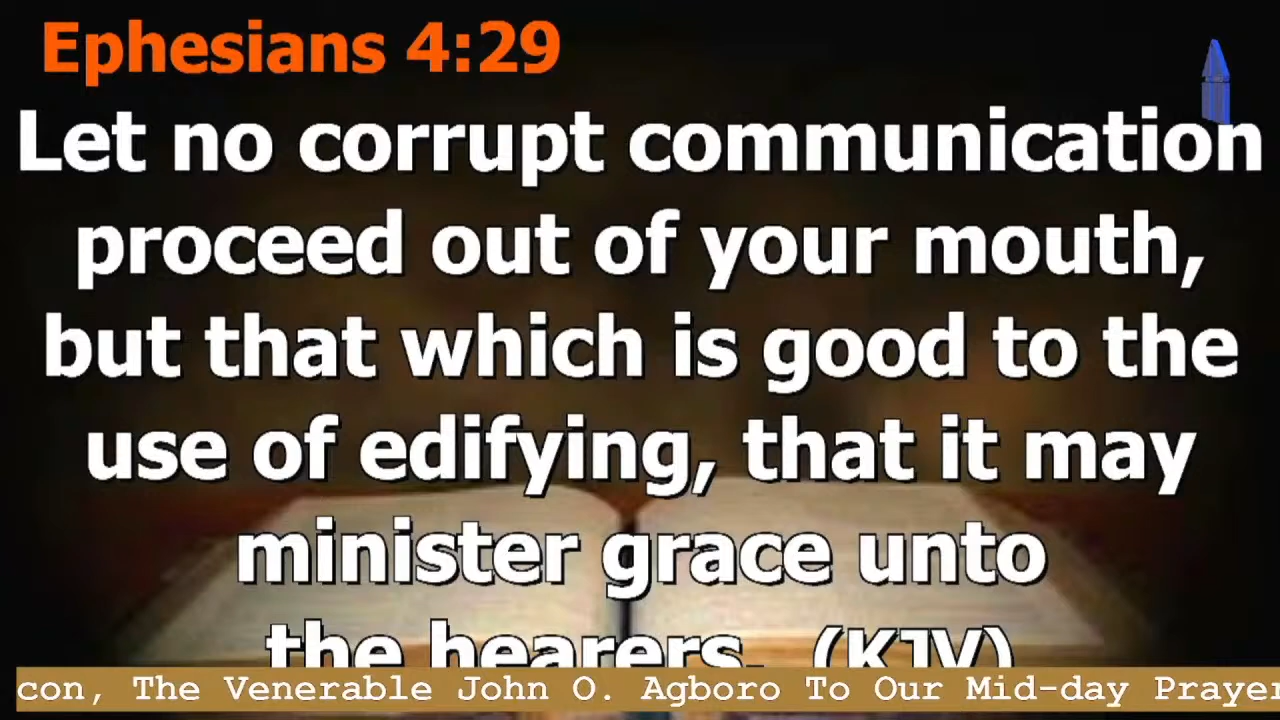 Ephesians 4:29
Let no corrupt communication
proceed out of your mouth,
but that which is good to the
use of edifying, that it may
minister grace unto
the hearers. (KJV)
con, The Venerable John O. Agboro To Our Mid-day Prayer